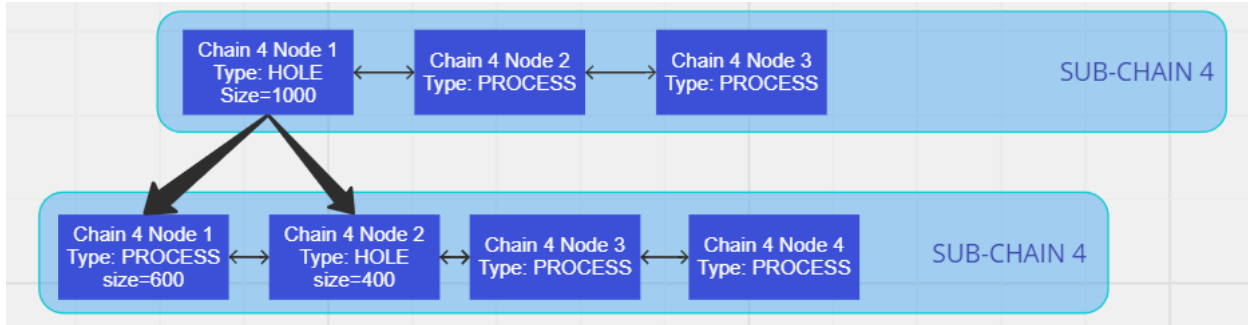 Chain 4 Node 1
Type: HOLE
Size=1000
Chain 4 Node 2
Type: PROCESS
Chain 4 Node 3
Type: PROCESS
SUB-CHAIN 4
Chain 4 Node 1
Type: PROCESS
size=600
Chain 4 Node 2
Type: HOLE
size=400
Chain 4 Node 3
Type: PROCESS
Chain 4 Node 4
Type: PROCESS
SUB-CHAIN 4